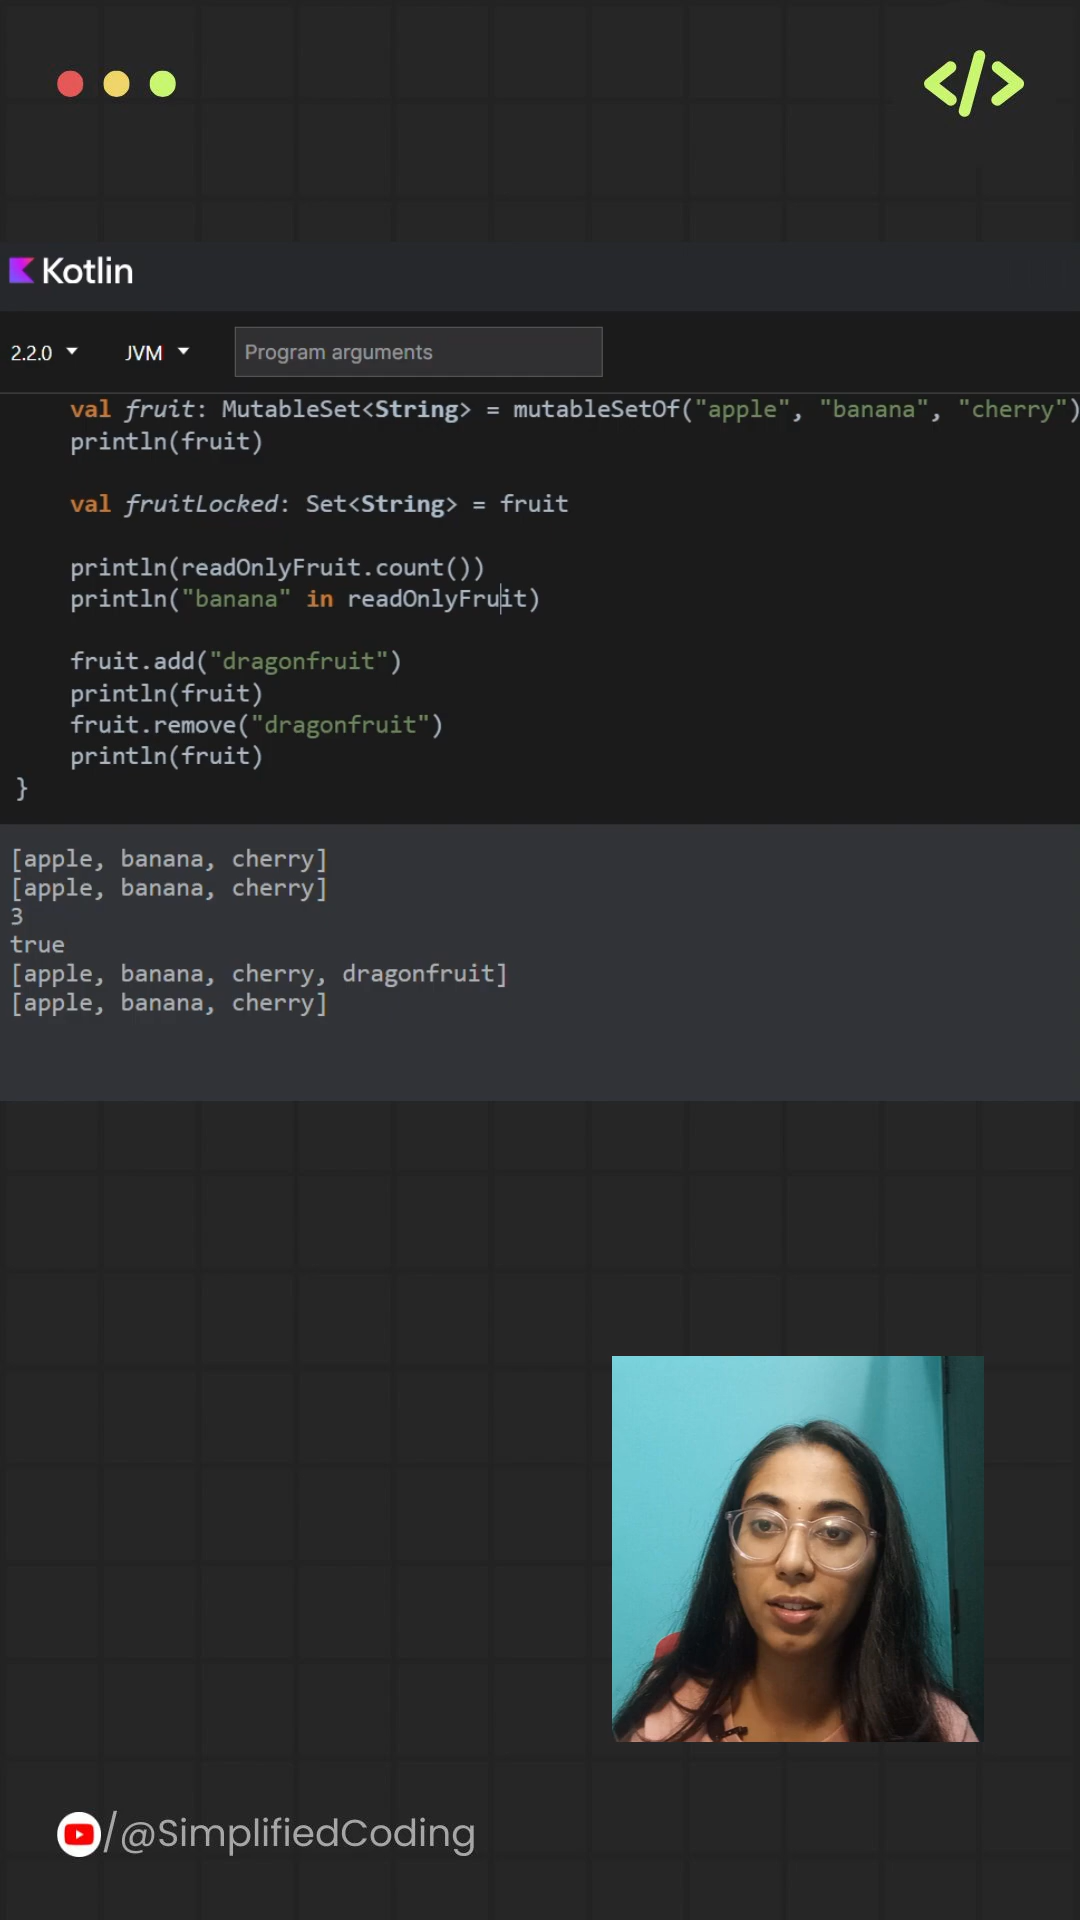 </>
Kotlin
2.2.0 JVM Program arguments
val fruit: MutableSet<String> = mutableSetOf("apple", "banana", "cherry")
println(fruit)
val fruitLocked: Set<String> = fruit
println(readOnlyFruit.count())
println("banana" in readOnlyFruit)
fruit.add("dragonfruit")
println(fruit)
fruit.remove("dragonfruit")
println(fruit)
}
[apple, banana, cherry]
[apple, banana, cherry]
3
true
[apple, banana, cherry, dragonfruit]
[apple, banana, cherry]
/@SimplifiedCoding